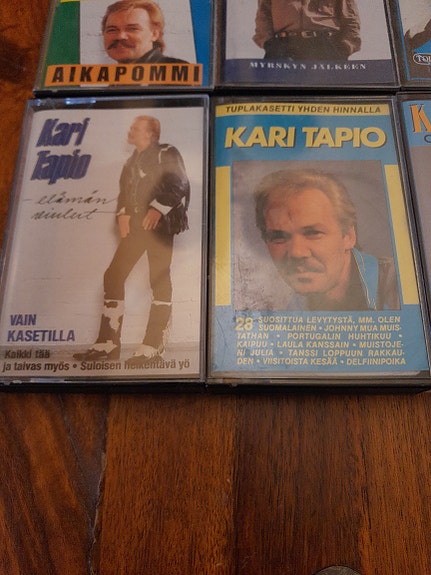 AIKAPOMMI
MYRSKYN JÄLKEEN
Kari
Tapio
elämän
viulut
VAIN
KASETILLA
Kaikki tää
ja taivas myös • Suloisen heikentävä yö
TUPLAKASETTI YHDEN HINNALLA
KARI TAPIO
28 SUOSITTUA LEVYTYSTÄ, MM. OLEN
SUOMALAINEN • JOHNNY MUA MUIS-
TATHAN • PORTUGALIN HUHTIKUU •
KAIPUU • LAULA KANSSAIN • MUISTOJE-
NI JULIA • TANSSI LOPPUUN RAKKAU-
DEN • VIISITOISTA KESÄÄ • DELFIINIPOIKA